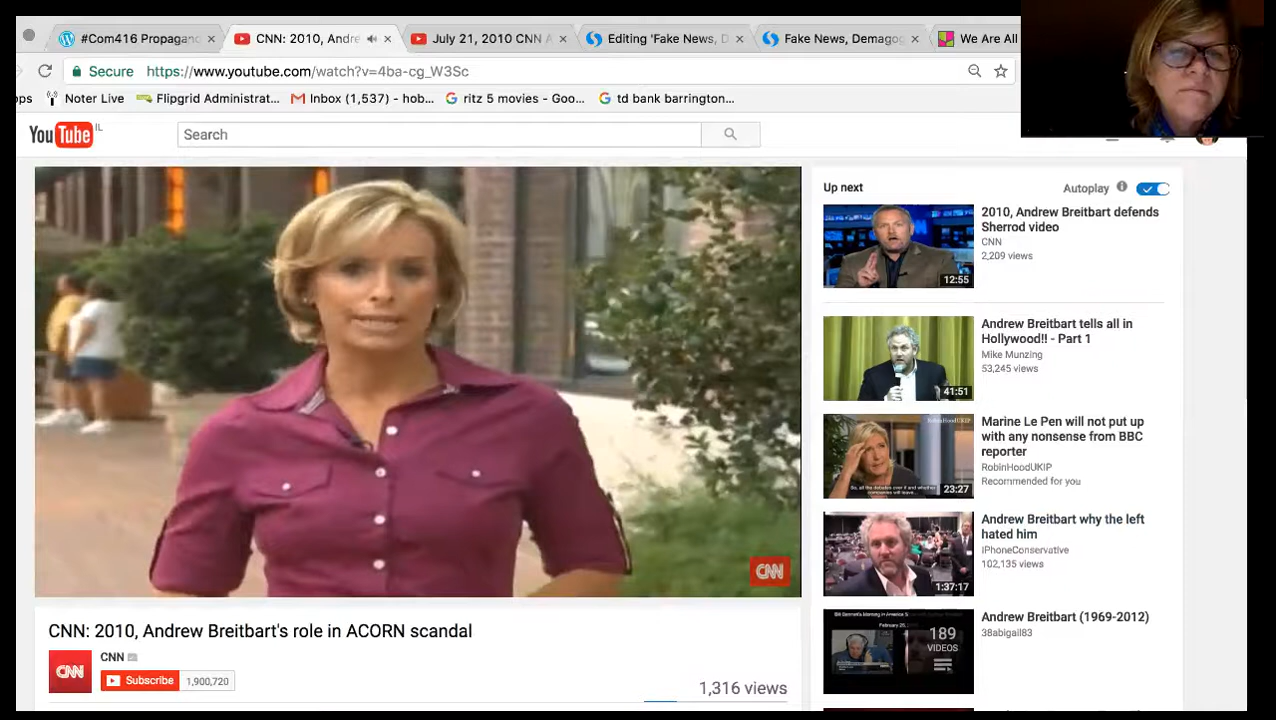 #Com416 Propaganc
CNN: 2010, Andre
July 21, 2010 CNN A
Editing 'Fake News, D
Fake News, Demagog
We Are All
Secure https://www.youtube.com/watch?v=4ba-cg_W3Sc
ops
Noter Live
Flipgrid Administrat...
Inbox (1,537) - hob...
ritz 5 movies - Goo...
td bank barrington...
YouTube IL
Search
Up next
Autoplay
2010, Andrew Breitbart defends
Sherrod video
CNN
2,209 views
12:55
Andrew Breitbart tells all in
Hollywood!! - Part 1
Mike Munzing
53,245 views
41:51
RobinHoodUKIP
Marine Le Pen will not put up
with any nonsense from BBC
reporter
RobinHoodUKIP
Recommended for you
23:27
Andrew Breitbart why the left
hated him
iPhoneConservative
102,135 views
1:37:17
Andrew Breitbart (1969-2012)
38abigail83
189
VIDEOS
CNN
CNN: 2010, Andrew Breitbart's role in ACORN scandal
CNN
CNN
Subscribe 1,900,720
1,316 views